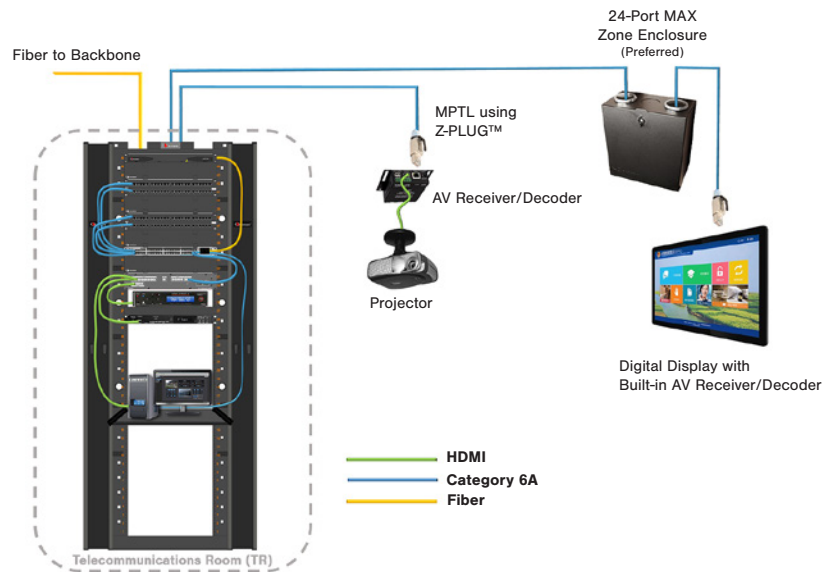 24-Port MAX
Zone Enclosure
(Preferred)
Fiber to Backbone
MPTL using
Z-PLUG™
AV Receiver/Decoder
Projector
Digital Display with
Built-in AV Receiver/Decoder
HDMI
Category 6A
Fiber
Telecommunications Room (TR)